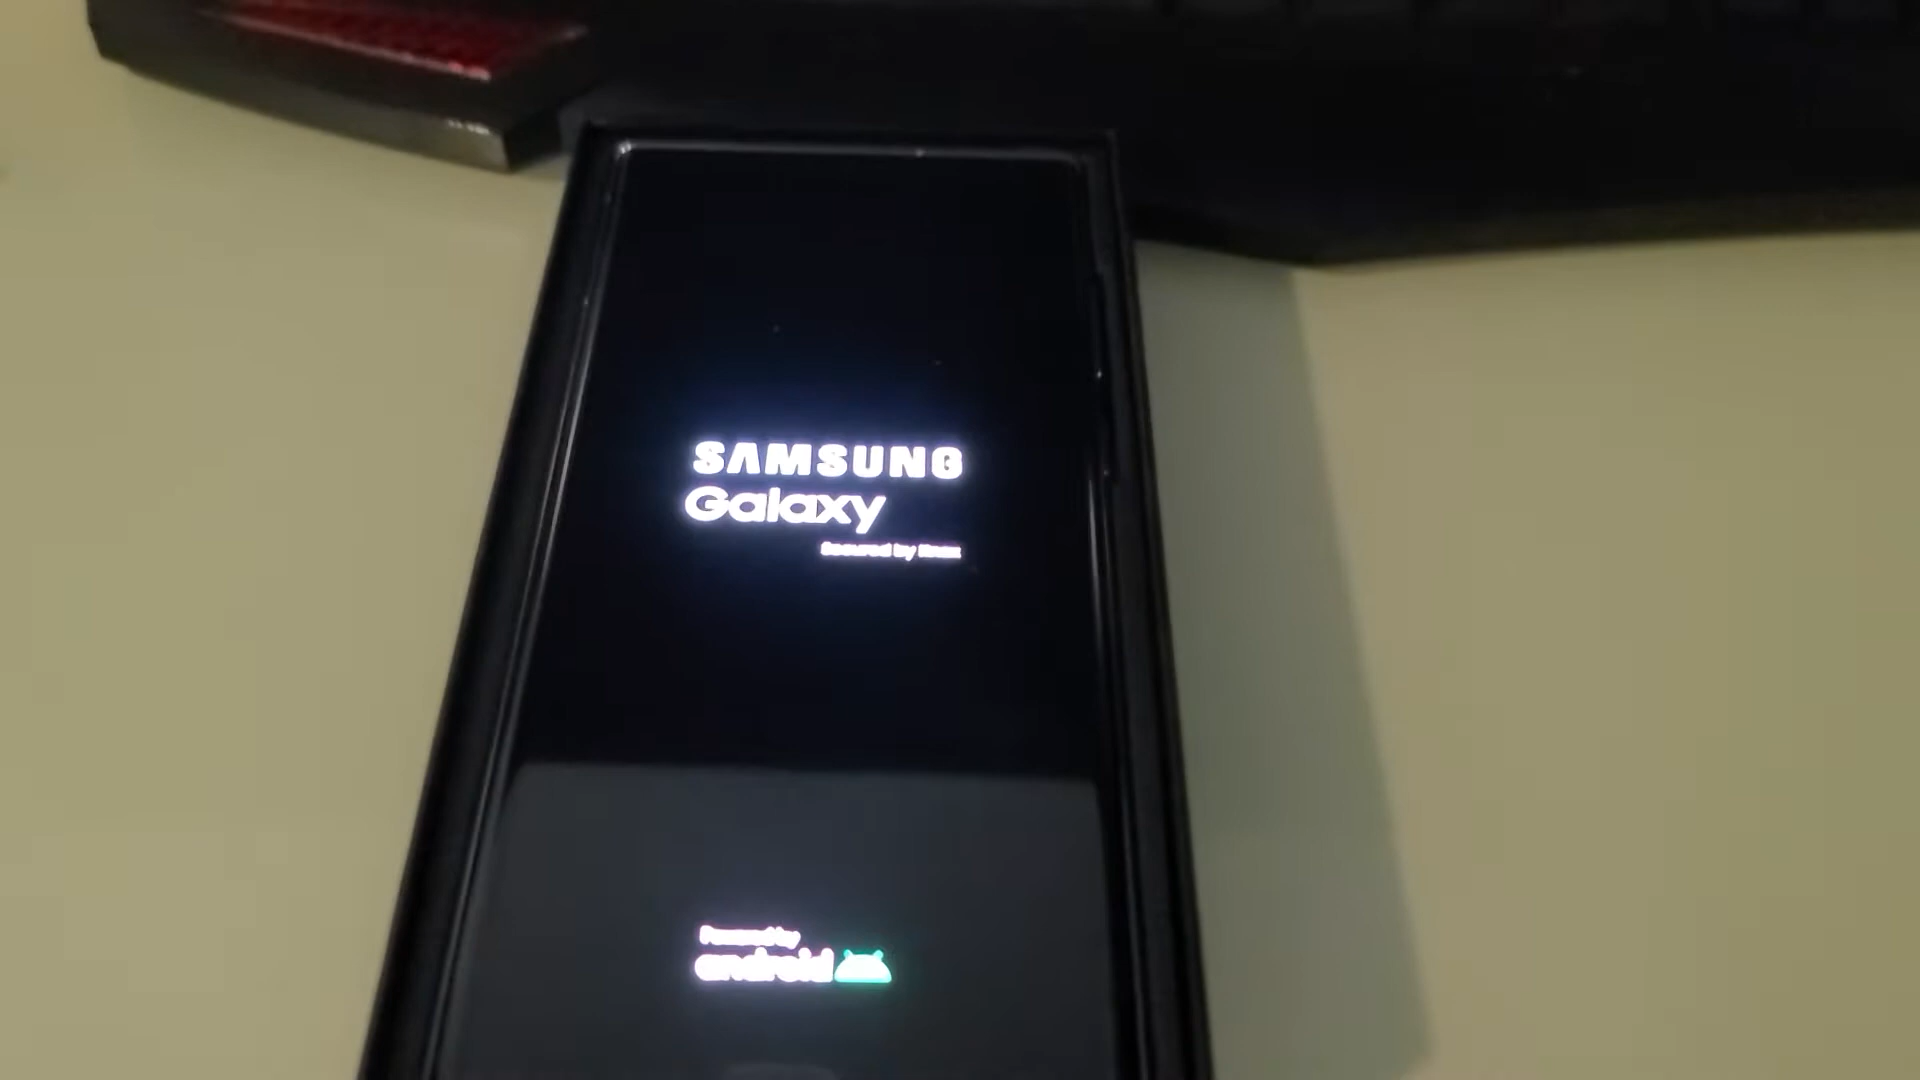 SAMSUNG
Galaxy
Secured by Knox
Powered by
android